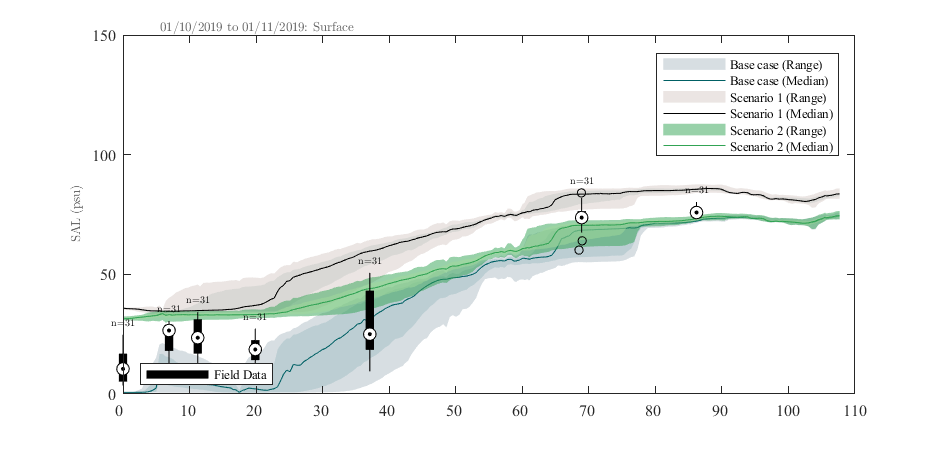 01/10/2019 to 01/11/2019: Surface
150
100
50
0
SAL (psu)
Base case (Range)
Base case (Median)
Scenario 1 (Range)
Scenario 1 (Median)
Scenario 2 (Range)
Scenario 2 (Median)
n=31
n=31
n=31
n=31
n=31
n=31
n=31
Field Data
0 10 20 30 40 50 60 70 80 90 100 110